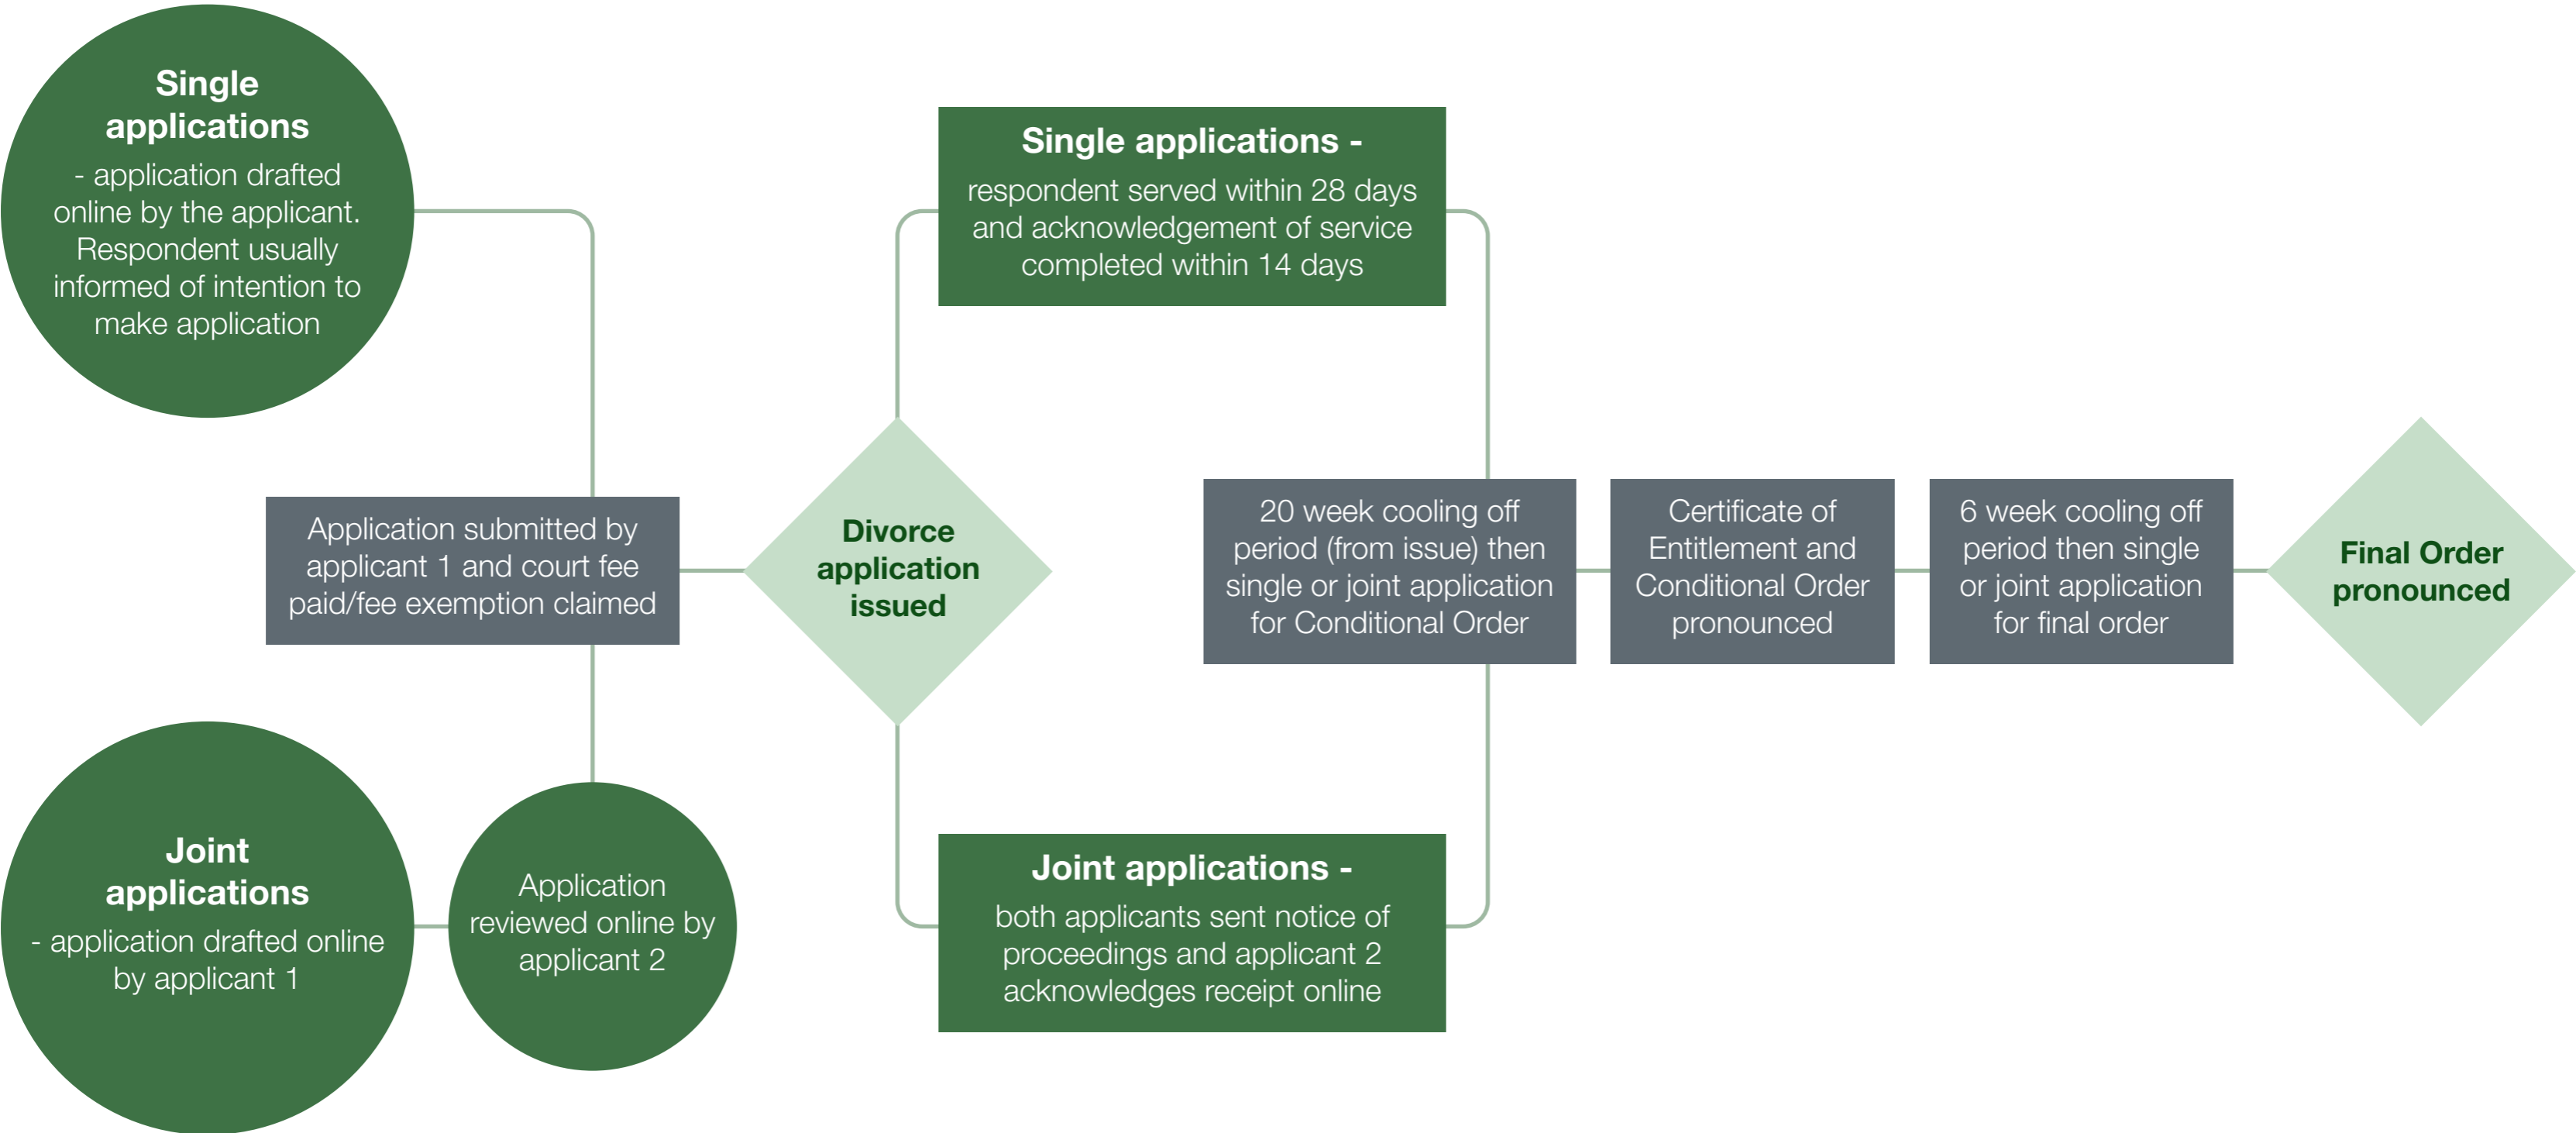 Single
applications
- application drafted
online by the applicant.
Respondent usually
informed of intention to
make application
Joint
applications
- application drafted online
by applicant 1
Application
reviewed online by
applicant 2
Application submitted by
applicant 1 and court fee
paid/fee exemption claimed
Divorce
application
issued
Single applications -
respondent served within 28 days
and acknowledgement of service
completed within 14 days
Joint applications -
both applicants sent notice of
proceedings and applicant 2
acknowledges receipt online
20 week cooling off
period (from issue) then
single or joint application
for Conditional Order
Certificate of
Entitlement and
Conditional Order
pronounced
6 week cooling off
period then single
or joint application
for final order
Final Order
pronounced